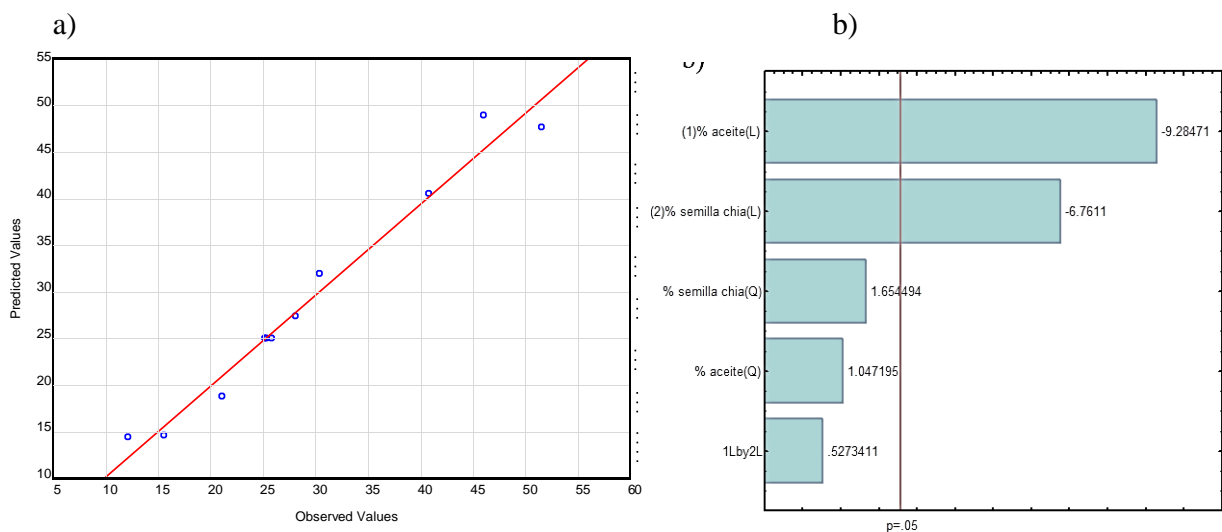 a)
b)
55
50
45
40
35
30
25
20
15
10
5
10
15
20
25
30
35
40
45
50
55
60
Predicted Values
Observed Values
(1)% aceite(L)
-9.28471
(2)% semilla chia(L)
-6.7611
% semilla chia(Q)
1.654494
% aceite(Q)
1.047195
1Lby2L
.5273411
p=.05